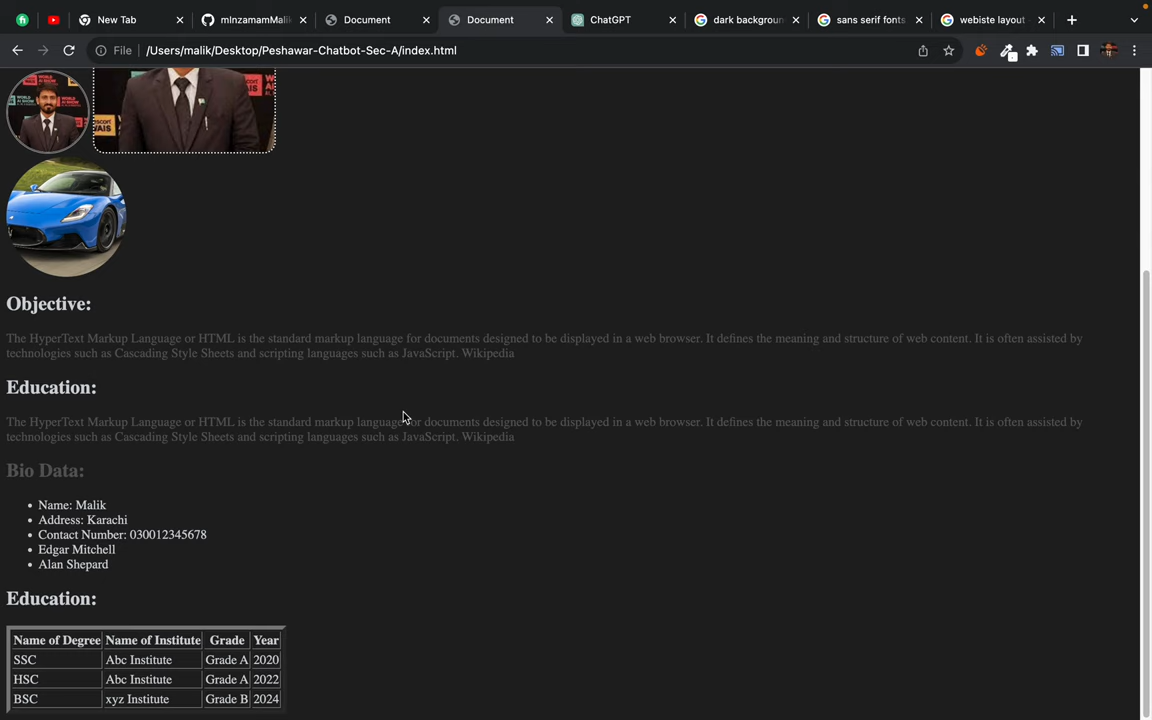 New Tab
mInzamamMali
Document
Document
ChatGPT
dark backgroun
sans serif fonts
webiste layout
File
/Users/malik/Desktop/Peshawar-Chatbot-Sec-A/index.html
WORLD
AI SHOW
escort
WAIS
Objective:
The HyperText Markup Language or HTML is the standard markup language for documents designed to be displayed in a web browser. It defines the meaning and structure of web content. It is often assisted by
technologies such as Cascading Style Sheets and scripting languages such as JavaScript. Wikipedia
Education:
The HyperText Markup Language or HTML is the standard markup language for documents designed to be displayed in a web browser. It defines the meaning and structure of web content. It is often assisted by
technologies such as Cascading Style Sheets and scripting languages such as JavaScript. Wikipedia
Bio Data:
Name: Malik
Address: Karachi
Contact Number: 030012345678
Edgar Mitchell
Alan Shepard
Education:
Name of Degree Name of Institute Grade Year
SSC Abc Institute Grade A 2020
HSC Abc Institute Grade A 2022
BSC xyz Institute Grade B 2024